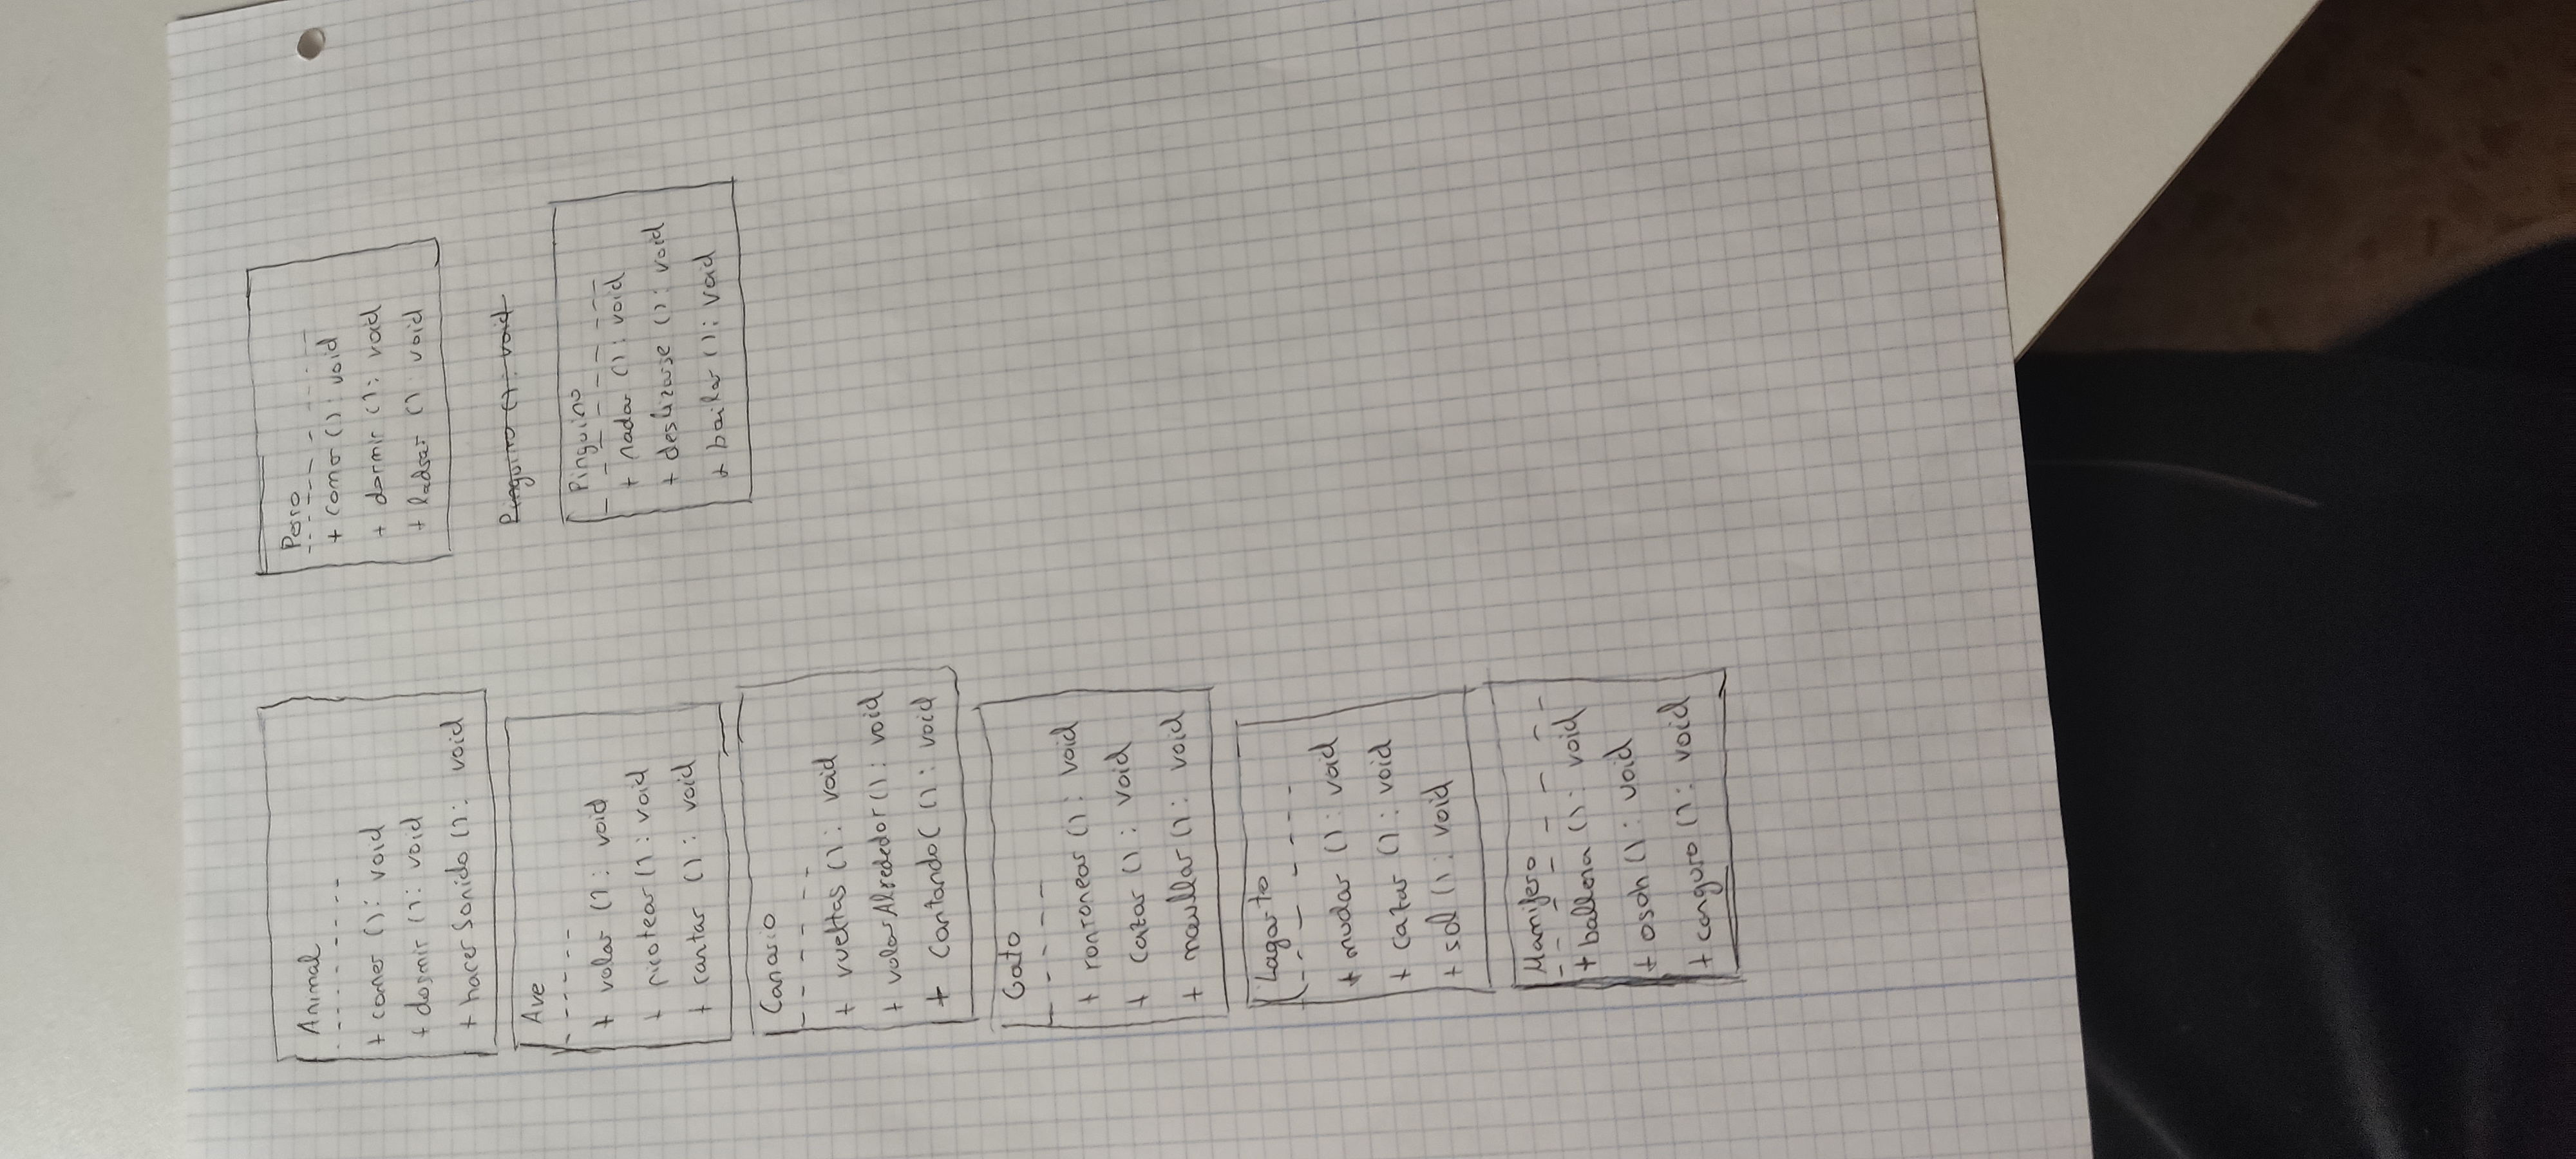 Animal
+ comer (): void
+ dormir (): void
+ hacer Sonido (): void
Ave
+ volar (): void
+ picotear (): void
+ cantar (): void
Canario
+ vueltas (): void
+ volarAlrededor (): void
+ Cantando( (): void
Gato
+ ronronear (): void
+ cazar (): void
+ maullar (): void
Lagarto
+ mudar (): void
+ cazar (): void
+ sol (): void
Mamifero
+ ballena (): void
+ (): void
+ canguro (): void
Perro
+ comer (): void
+ dormir (): void
+ ladrar () void
Pinguino (): void
Pinguino
+ nadar (): void
+ deslizarse (): void
+ bailar (): void